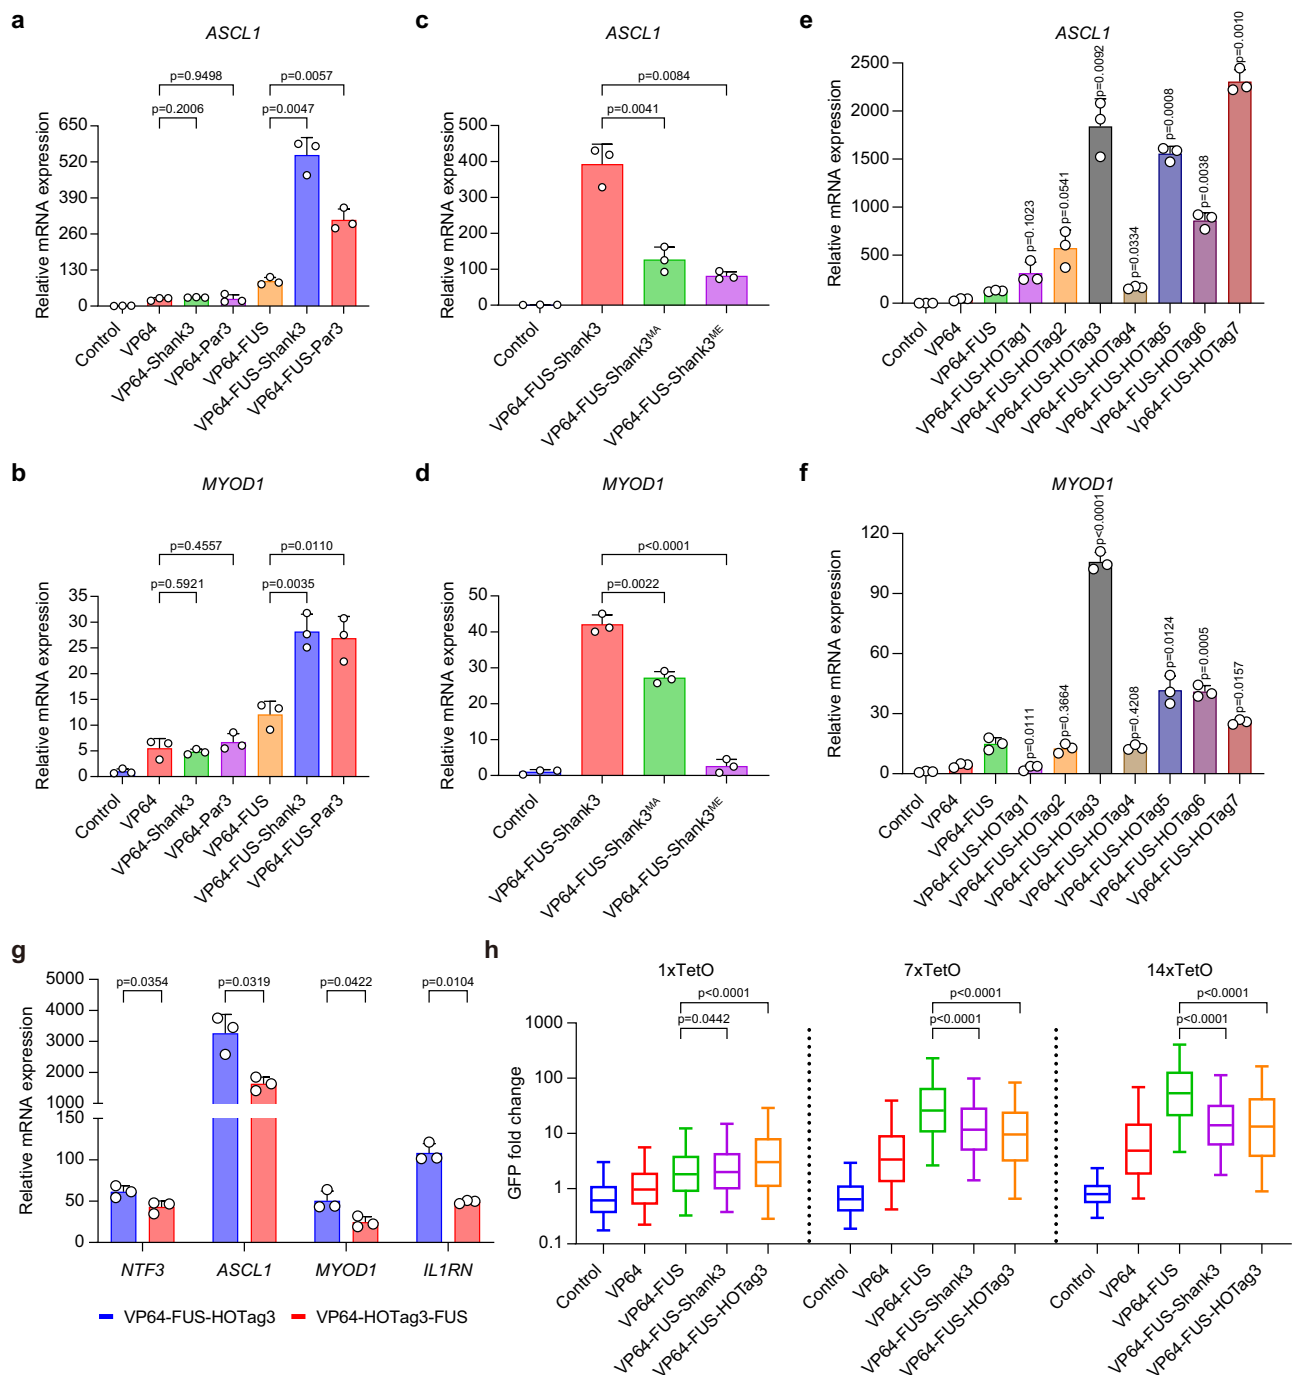 a
ASCL1
p=0.9498
p=0.0057
p=0.2006
p=0.0047
Relative mRNA expression
650
520
390
260
130
0
Control
VP64
VP64-Shank3
VP64-Par3
VP64-FUS
VP64-FUS-Shank3
VP64-FUS-Par3
c
ASCL1
p=0.0084
p=0.0041
Relative mRNA expression
500
400
300
200
100
0
Control
VP64-FUS-Shank3
VP64-FUS-Shank3MA
VP64-FUS-Shank3ME
e
ASCL1
Relative mRNA expression
2500
2000
1500
1000
500
0
p=0.1023
p=0.0541
p=0.0092
p=0.0334
p=0.0008
p=0.0038
p=0.0010
Control
VP64
VP64-FUS
VP64-FUS-HOTag1
VP64-FUS-HOTag2
VP64-FUS-HOTag3
VP64-FUS-HOTag4
VP64-FUS-HOTag5
VP64-FUS-HOTag6
Vp64-FUS-HOTag7
b
MYOD1
p=0.4557
p=0.0110
p=0.5921
p=0.0035
Relative mRNA expression
35
30
25
20
15
10
5
0
Control
VP64
VP64-Shank3
VP64-Par3
VP64-FUS
VP64-FUS-Shank3
VP64-FUS-Par3
d
MYOD1
p<0.0001
p=0.0022
Relative mRNA expression
50
40
30
20
10
0
Control
VP64-FUS-Shank3
VP64-FUS-Shank3MA
VP64-FUS-Shank3ME
f
MYOD1
Relative mRNA expression
120
90
60
30
0
p=0.0111
p=0.3664
p<0.0001
p=0.4208
p=0.0124
p=0.0005
p=0.0157
Control
VP64
VP64-FUS
VP64-FUS-HOTag1
VP64-FUS-HOTag2
VP64-FUS-HOTag3
VP64-FUS-HOTag4
VP64-FUS-HOTag5
VP64-FUS-HOTag6
Vp64-FUS-HOTag7
g
Relative mRNA expression
5000
4000
3000
2000
1000
150
100
50
0
p=0.0354
p=0.0319
p=0.0422
p=0.0104
NTF3
ASCL1
MYOD1
IL1RN
VP64-FUS-HOTag3
VP64-HOTag3-FUS
h
1xTetO
7xTetO
14xTetO
p<0.0001
p=0.0442
p<0.0001
p<0.0001
p<0.0001
p<0.0001
GFP fold change
1000
100
10
1
0.1
Control
VP64
VP64-FUS
VP64-FUS-Shank3
VP64-FUS-HOTag3
Control
VP64
VP64-FUS
VP64-FUS-Shank3
VP64-FUS-HOTag3
Control
VP64
VP64-FUS
VP64-FUS-Shank3
VP64-FUS-HOTag3